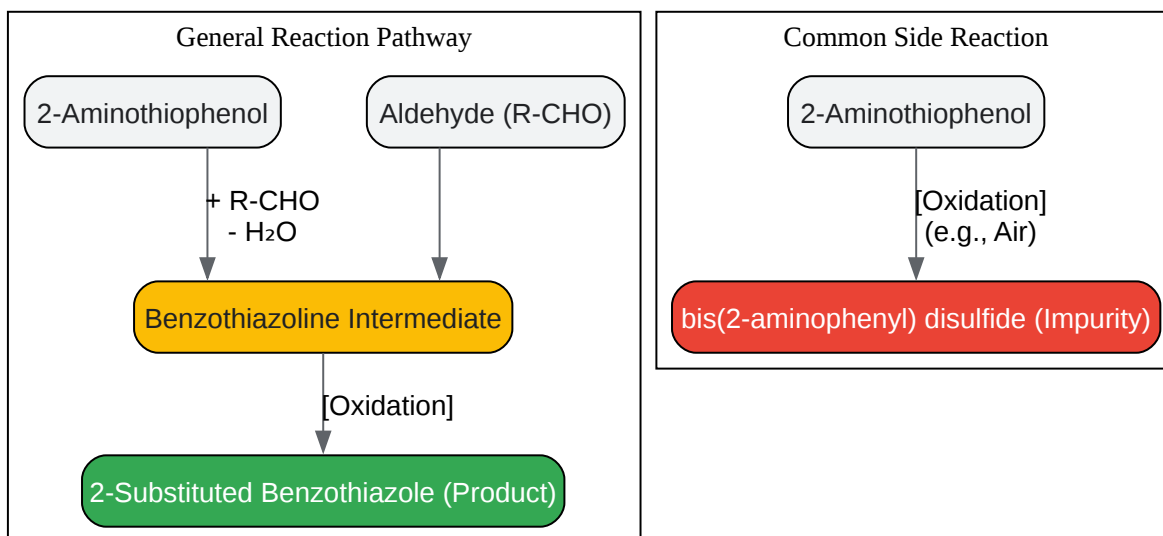 General Reaction Pathway
2-Aminothiophenol
Aldehyde (R-CHO)
+ R-CHO
- H₂O
Benzothiazoline Intermediate
[Oxidation]
2-Substituted Benzothiazole (Product)
Common Side Reaction
2-Aminothiophenol
[Oxidation]
(e.g., Air)
bis(2-aminophenyl) disulfide (Impurity)